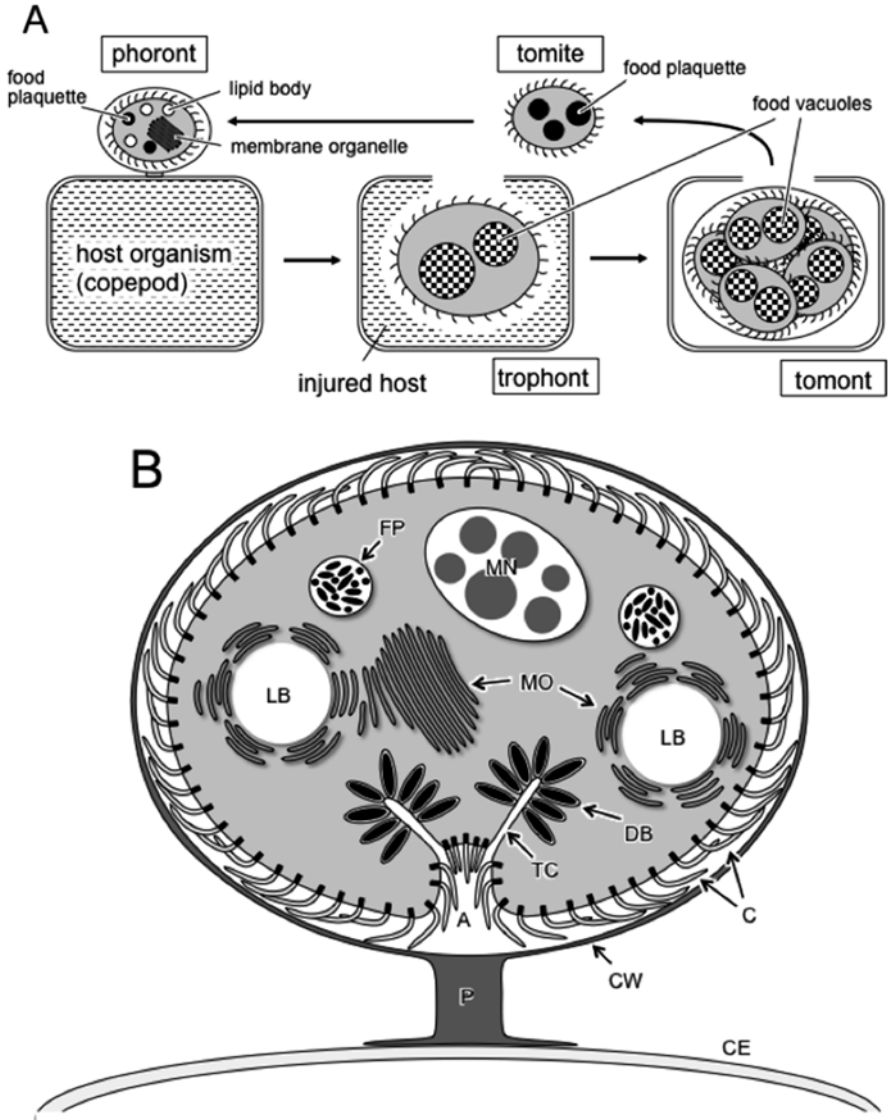 A
phoront
tomite
food
plaquette
lipid body
food plaquette
food vacuoles
membrane organelle
host organism
(copepod)
injured host
trophont
tomont
B
FP
MN
LB
MO
LB
DB
TC
C
A
CW
P
CE